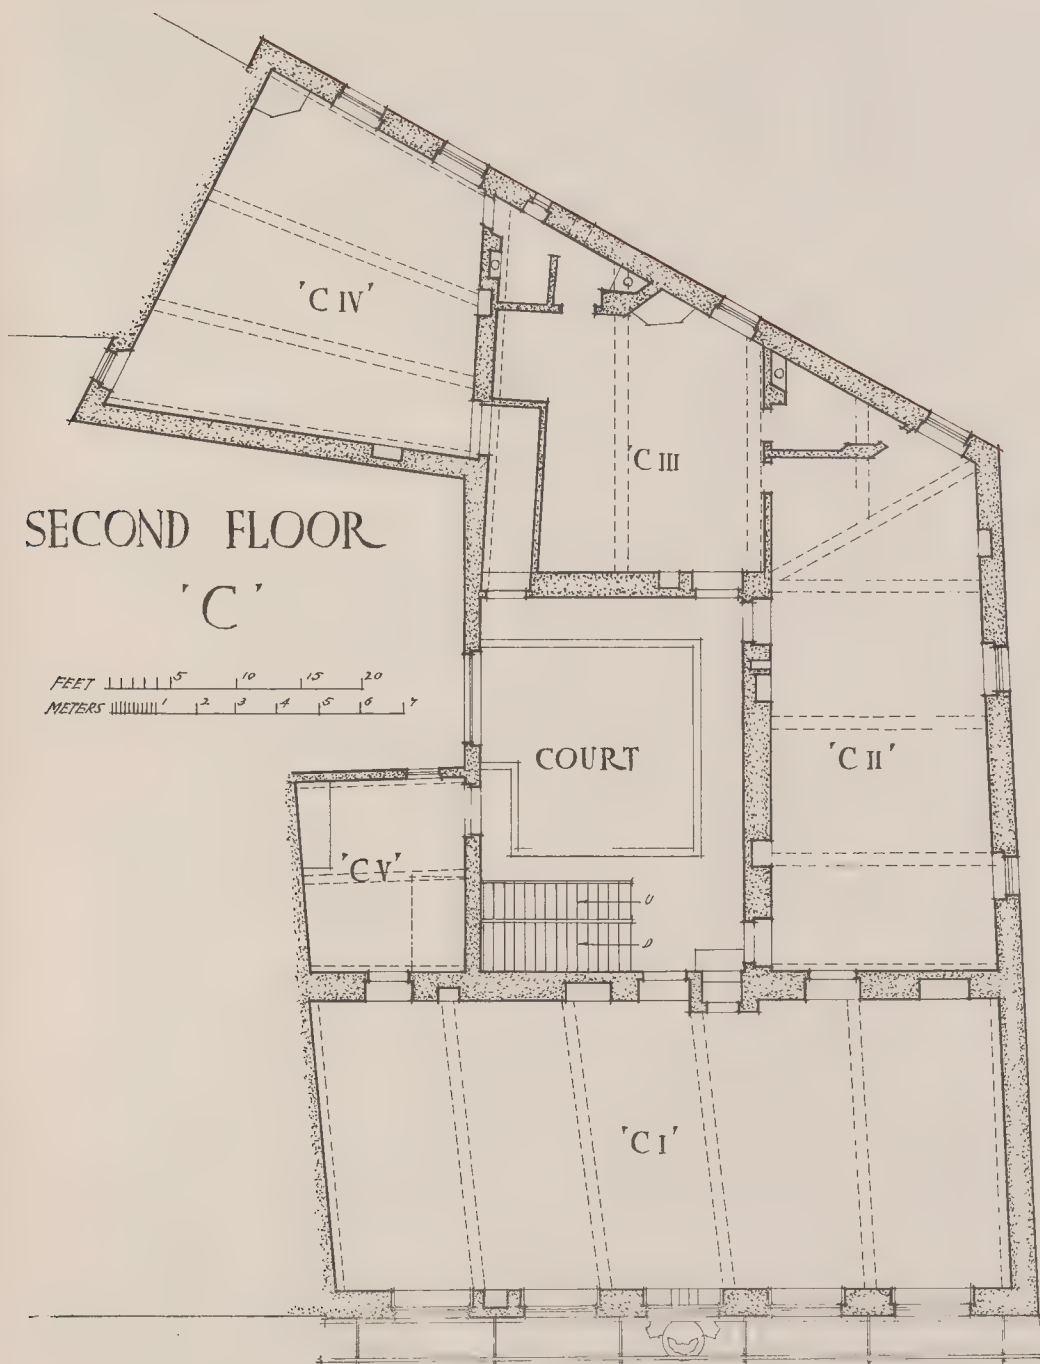 'C IV'
'C III
SECOND FLOOR
'C'
FEET 5 10 15 20
METERS 1 2 3 4 5 6 7
COURT
'C II'
'C V'
U
D
'C I'